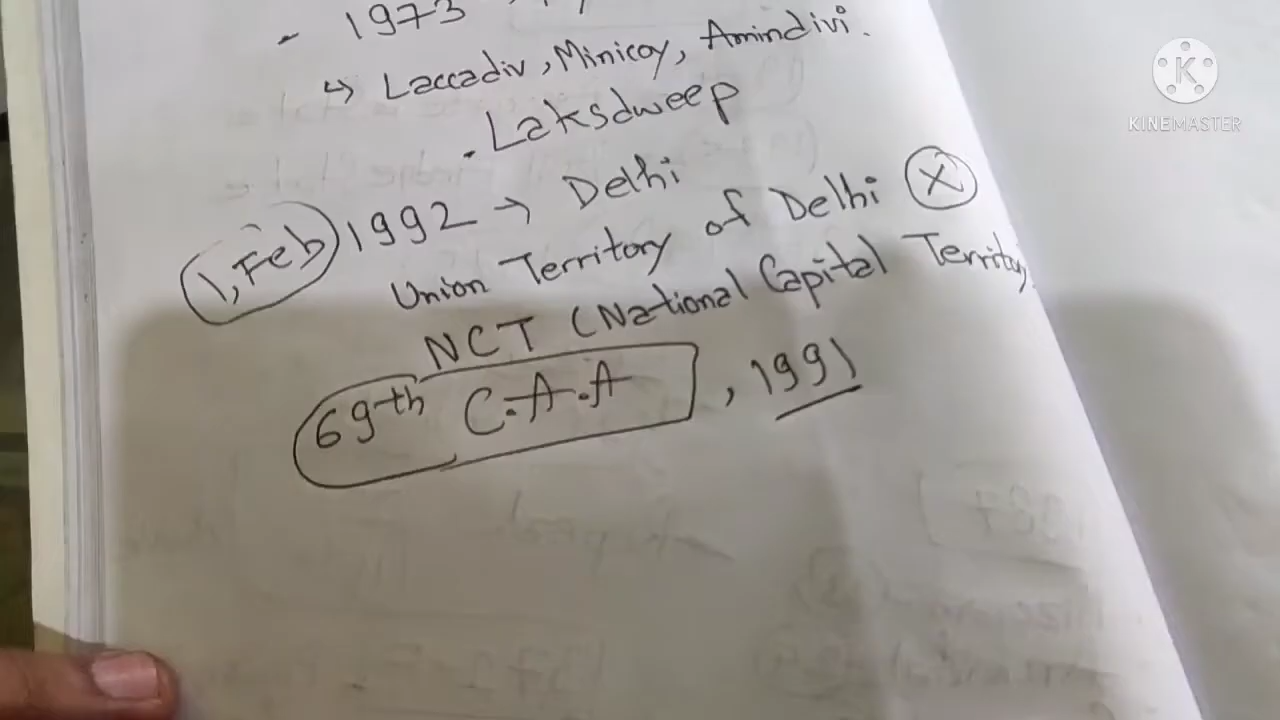 - 1973
↳ Laccadiv, Minicoy, Amindivi.
. Laksdweep
1, Feb 1992 → Delhi
Union Territory of Delhi X
NCT (National Capital Territory
69th C.A.A, 1991
K
KINEMASTER